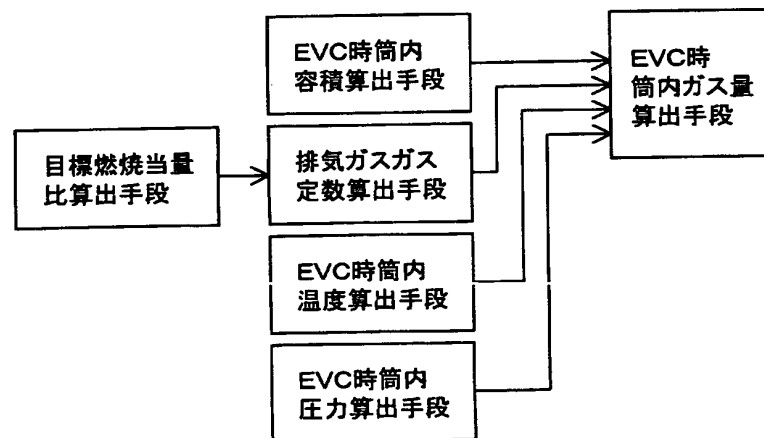 EVC時筒内
容積算出手段
EVC時
筒内ガス量
算出手段
目標燃焼当量
比算出手段
排気ガスガス
定数算出手段
EVC時筒内
温度算出手段
EVC時筒内
圧力算出手段